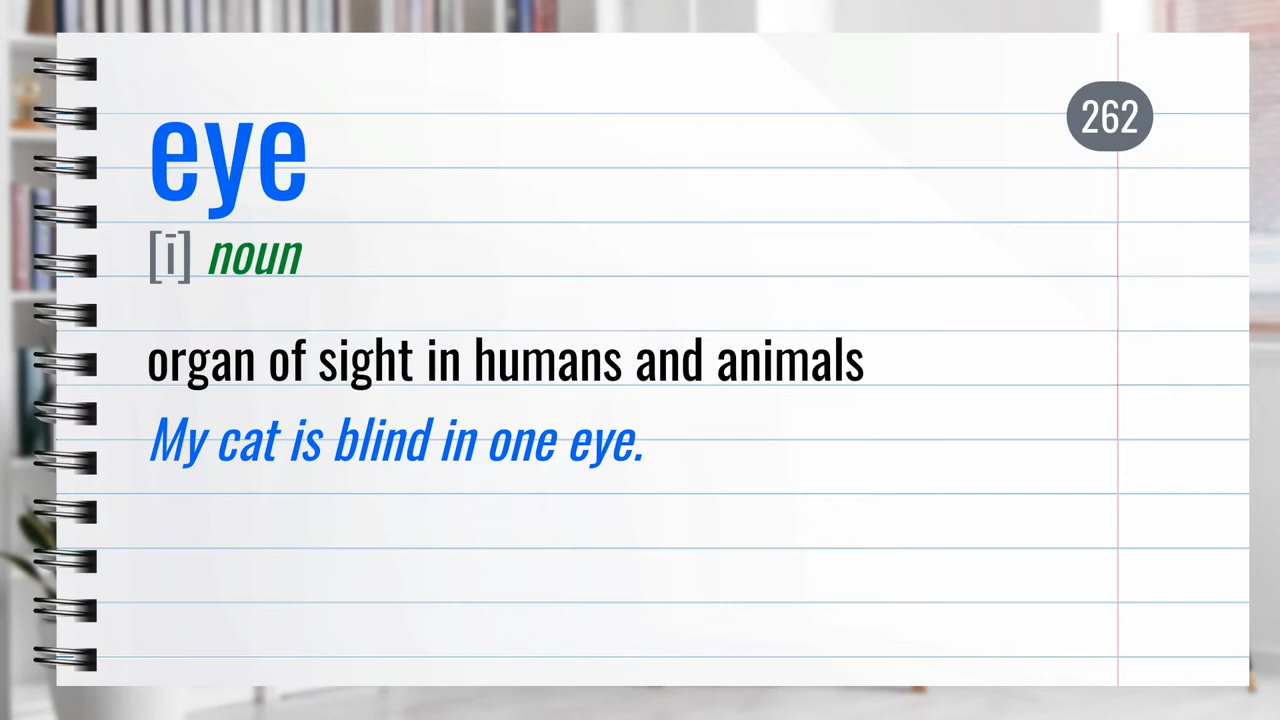 eye
262
[ī] noun
organ of sight in humans and animals
My cat is blind in one eye.